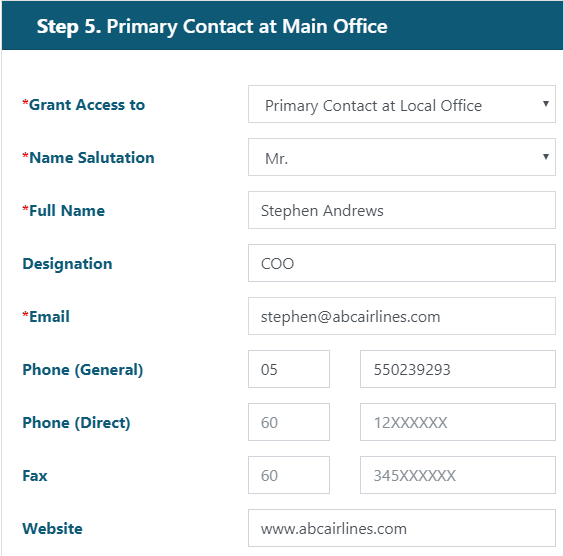 Step 5. Primary Contact at Main Office
*Grant Access to Primary Contact at Local Office
*Name Salutation Mr.
*Full Name Stephen Andrews
Designation COO
*Email stephen@abcairlines.com
Phone (General) 05 550239293
Phone (Direct) 60 12XXXXXX
Fax 60 345XXXXXX
Website www.abcairlines.com